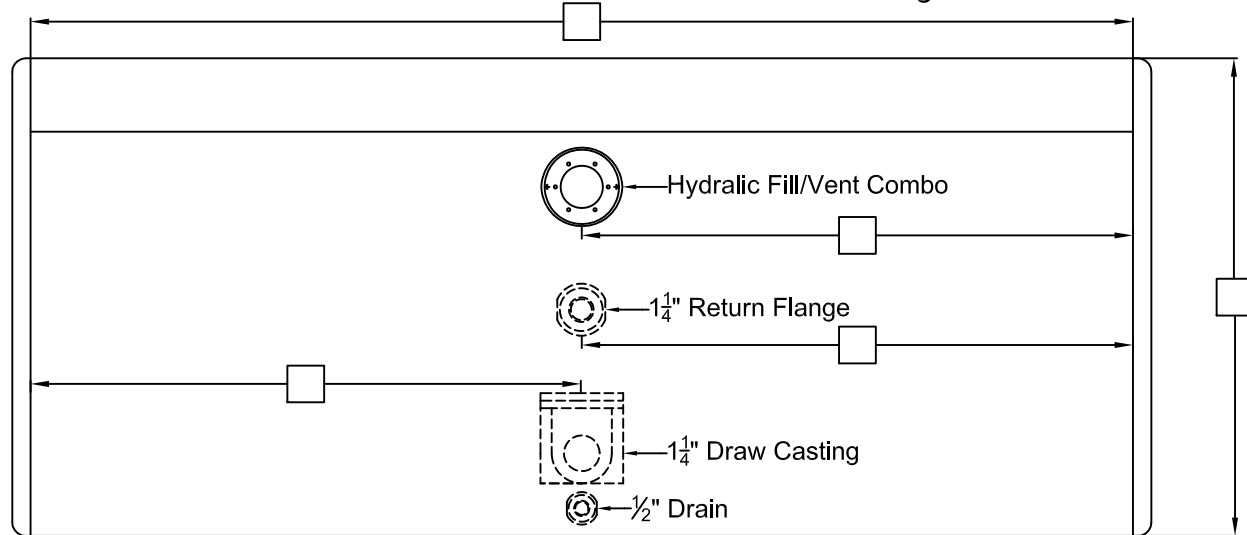 Hydralic Fill/Vent Combo
1¼" Return Flange
1¼" Draw Casting
½" Drain